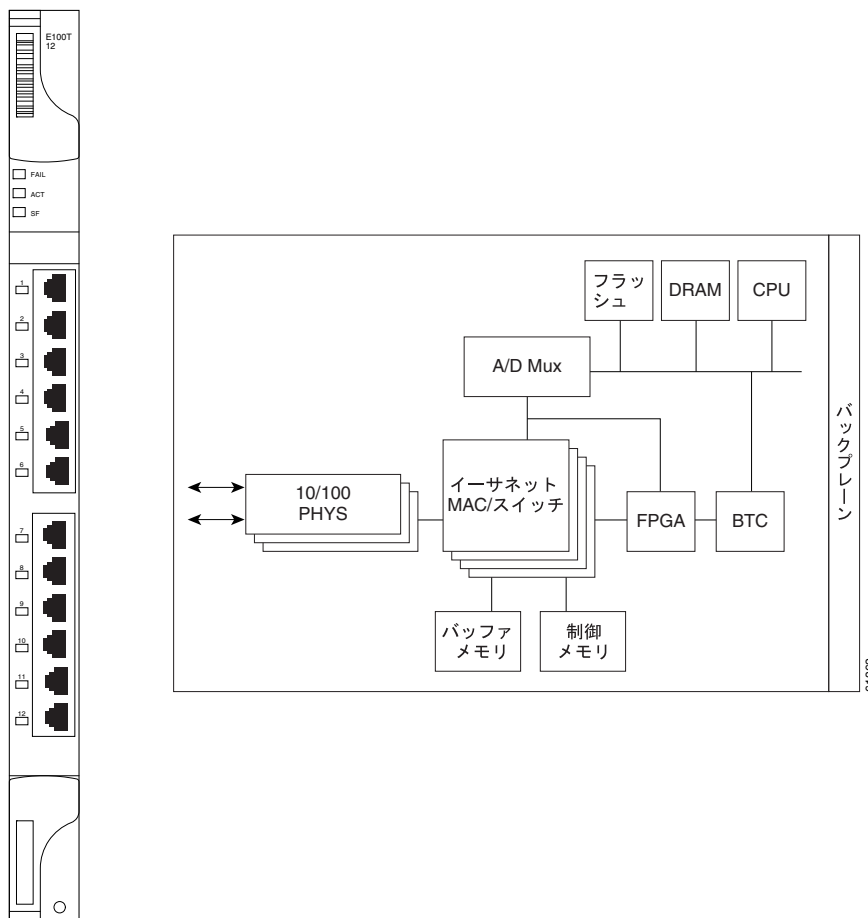 E100T
12
FAIL
ACT
SF
1
2
3
4
5
6
7
8
9
10
11
12
フラッ
シュ
DRAM
CPU
A/D Mux
10/100
PHYS
イーサネット
MAC/スイッチ
FPGA
BTC
バッファ
メモリ
制御
メモリ
バックプレーン